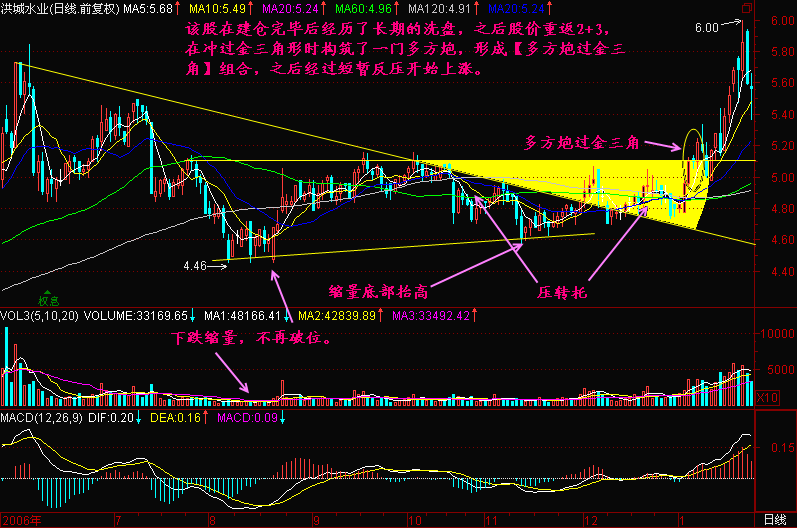 洪城水业(日线.前复权) MA5:5.68↑ MA10:5.49↑ MA20:5.24↑ MA60:4.96↑ MA120:4.91↑ MA20:5.24↑
该股在建仓完毕后经历了长期的洗盘，之后股价重返2+3，
在冲过金三角形时构筑了一门多方炮，形成【多方炮过金三
角】组合，之后经过短暂反压开始上涨。
6.00
6.00
5.80
5.60
5.40
多方炮过金三角
5.20
5.00
4.80
4.60
4.46
4.40
缩量底部抬高
压转托
权息
VOL3(5,10,20) VOLUME:33169.65↓ MA1:48166.41↓ MA2:42839.89↑ MA3:33492.42↑
下跌缩量，不再破位。
10000
5000
X10
MACD(12,26,9) DIF:0.20↓ DEA:0.16↑ MACD:0.09↓
0.15
2006年 7 8 9 10 11 12 1 日线